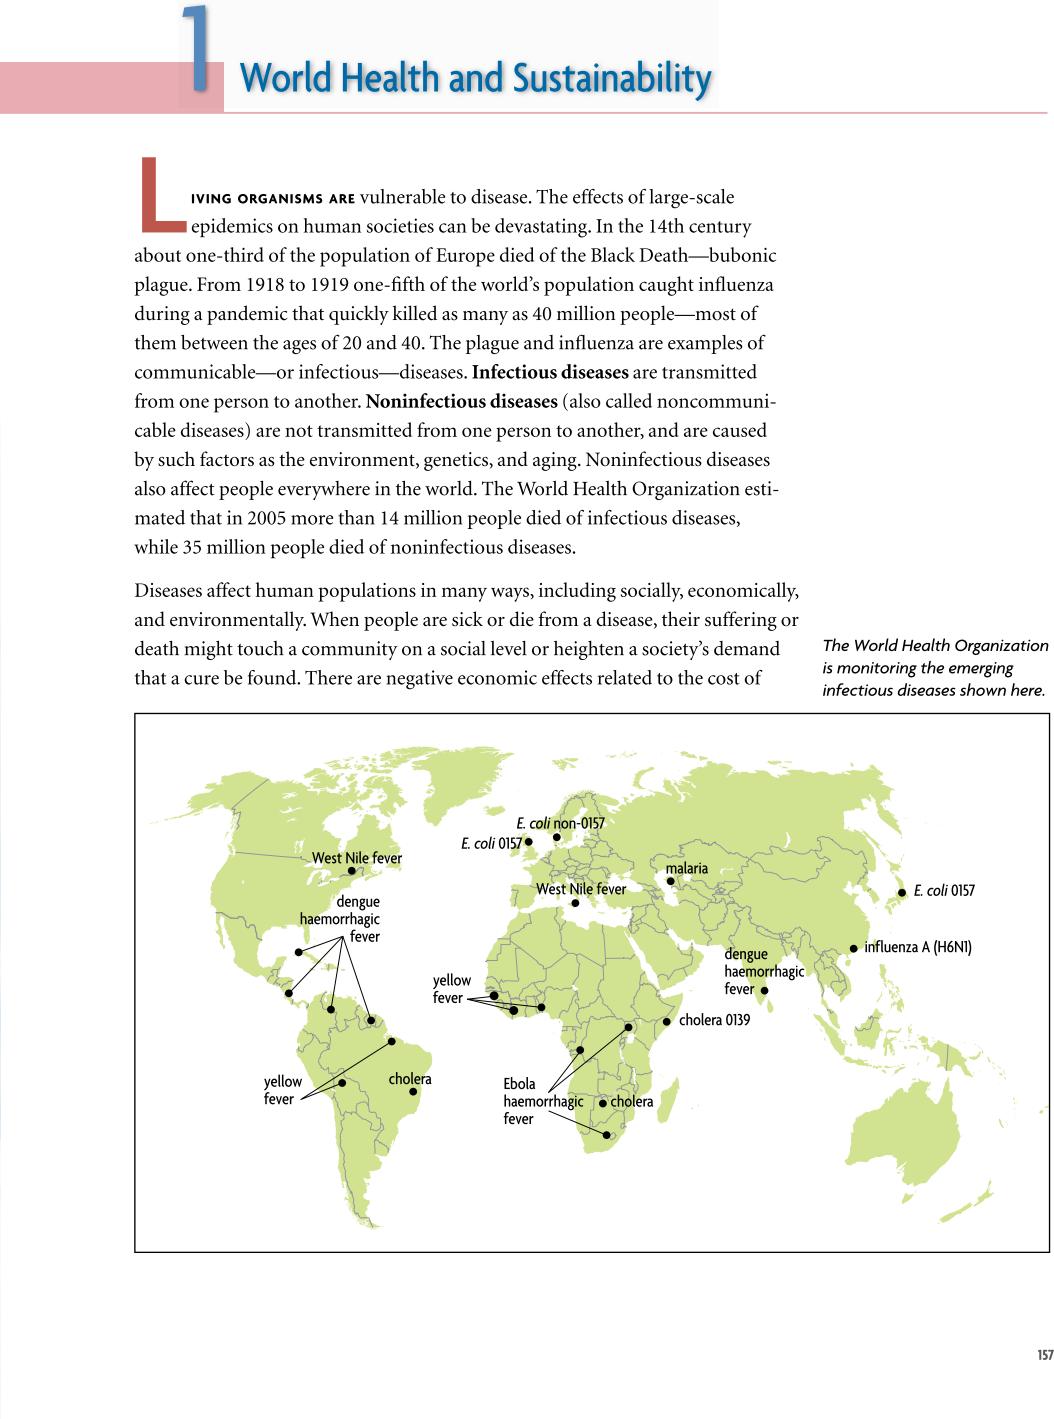 1
World Health and Sustainability
LIVING ORGANISMS ARE vulnerable to disease. The effects of large-scale
epidemics on human societies can be devastating. In the 14th century
about one-third of the population of Europe died of the Black Death—bubonic
plague. From 1918 to 1919 one-fifth of the world's population caught influenza
during a pandemic that quickly killed as many as 40 million people—most of
them between the ages of 20 and 40. The plague and influenza are examples of
communicable—or infectious—diseases. Infectious diseases are transmitted
from one person to another. Noninfectious diseases (also called noncommuni-
cable diseases) are not transmitted from one person to another, and are caused
by such factors as the environment, genetics, and aging. Noninfectious diseases
also affect people everywhere in the world. The World Health Organization esti-
mated that in 2005 more than 14 million people died of infectious diseases,
while 35 million people died of noninfectious diseases.
Diseases affect human populations in many ways, including socially, economically,
and environmentally. When people are sick or die from a disease, their suffering or
death might touch a community on a social level or heighten a society's demand
that a cure be found. There are negative economic effects related to the cost of
The World Health Organization
is monitoring the emerging
infectious diseases shown here.
E. coli non-0157
E. coli 0157
West Nile fever
malaria
West Nile fever
E. coli 0157
dengue
haemorrhagic
fever
influenza A (H6N1)
dengue
haemorrhagic
fever
yellow
fever
cholera 0139
yellow
fever
cholera
Ebola
haemorrhagic
fever
cholera
157